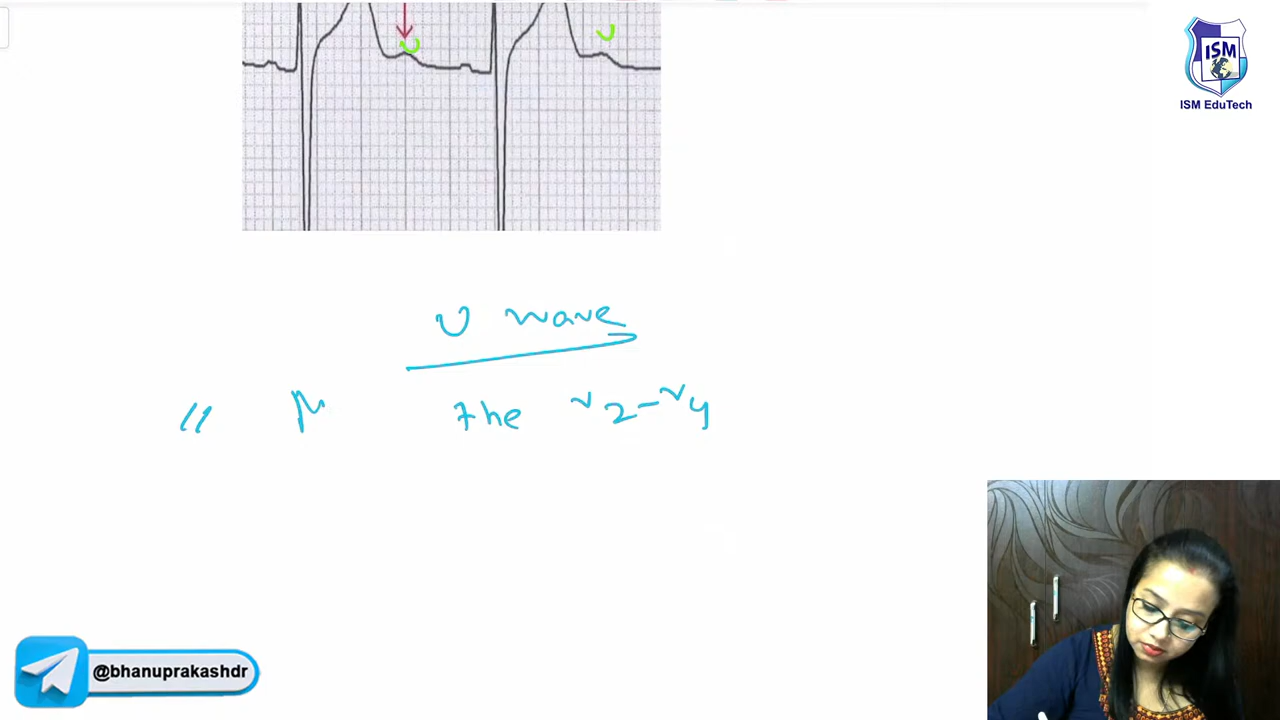 U
U
ISM
ISM EduTech
U wave
" the V2-V4
@bhanuprakashdr